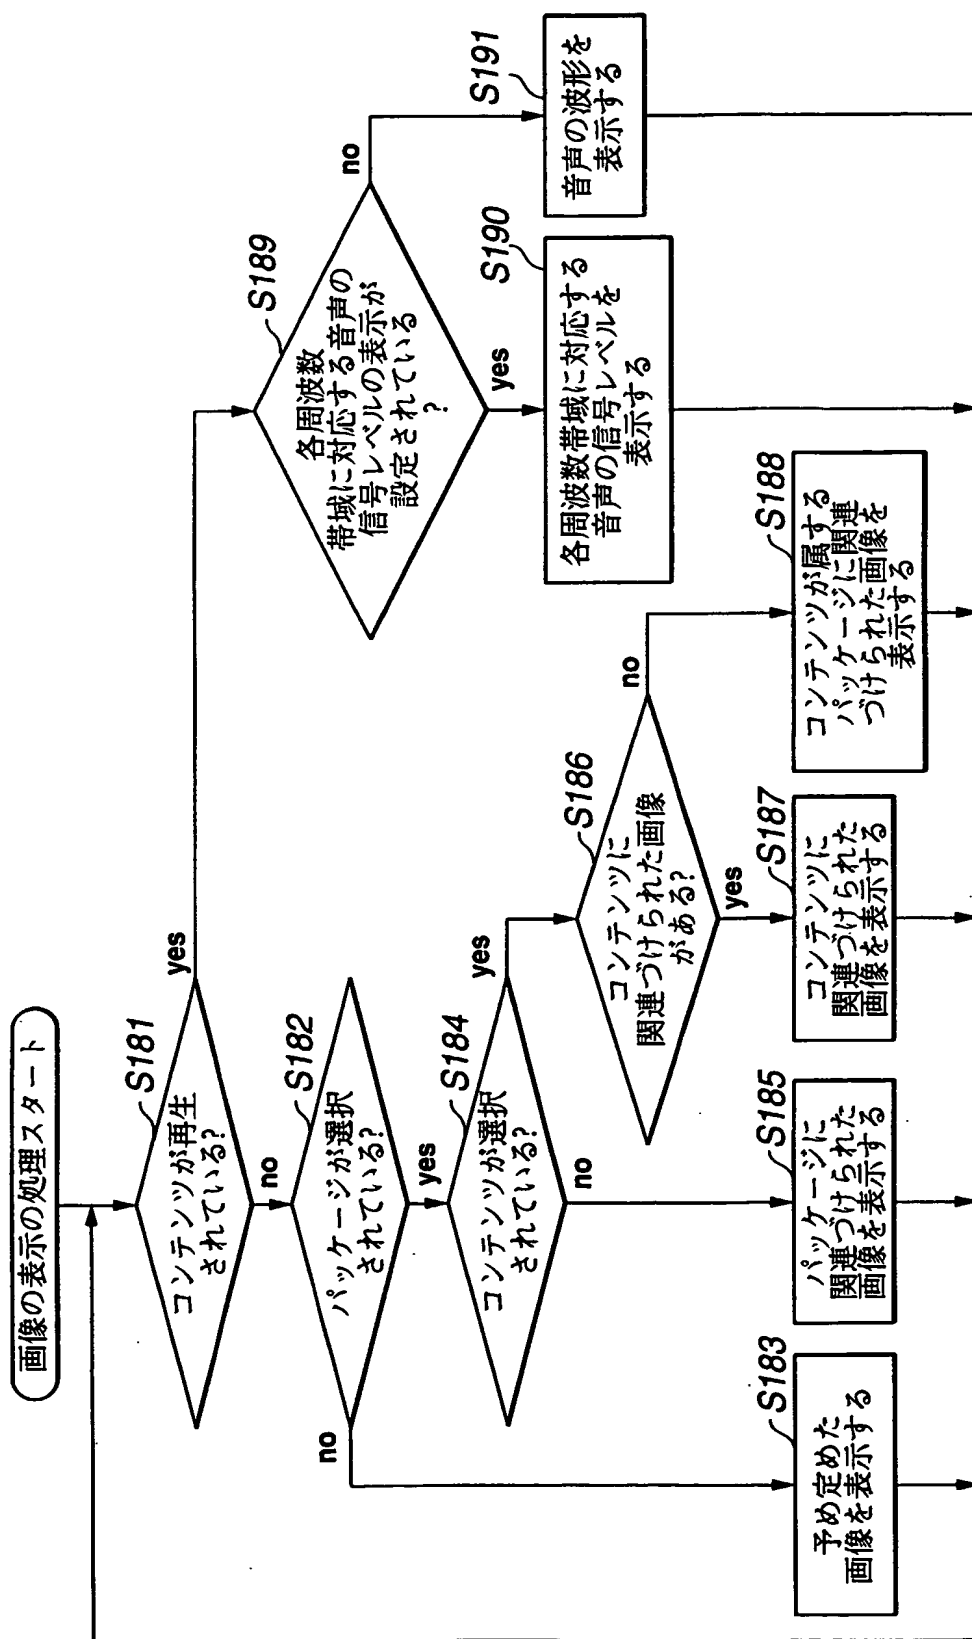 画像の表示の処理スタート
S181
コンテンツが再生
されている?
yes
no
S182
パッケージが選択
されている?
no
yes
S184
コンテンツが選択
されている?
yes
no
S186
コンテンツに
関連づけられた画像
がある?
no
yes
S189
各周波数
帯域に対応する音声の
信号レベルの表示が
設定されている
?
no
yes
S183
予め定めた
画像を表示する
S185
パッケージに
関連づけられた
画像を表示する
S187
コンテンツに
関連づけられた
画像を表示する
S188
コンテンツが属する
パッケージに関連
づけられた画像を
表示する
S190
各周波数帯域に対応する
音声の信号レベルを
表示する
S191
音声の波形を
表示する